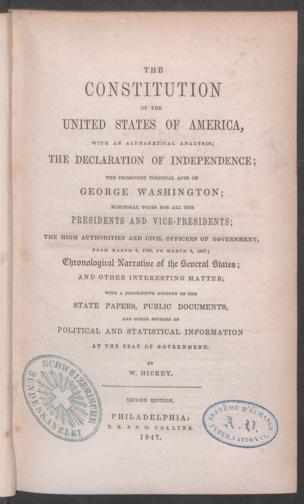 THE
CONSTITUTION
OF THE
UNITED STATES OF AMERICA,
WITH AN ALPHABETICAL ANALYSIS;
THE DECLARATION OF INDEPENDENCE;
THE PROMINENT POLITICAL ACTS OF
GEORGE WASHINGTON;
ELECTORAL VOTES FOR ALL THE
PRESIDENTS AND VICE-PRESIDENTS;
THE HIGH AUTHORITIES AND CIVIL OFFICERS OF GOVERNMENT,
FROM MARCH 4, 1789, TO MARCH 3, 1847;
Chronological Narrative of the Several States;
AND OTHER INTERESTING MATTER;
WITH A DESCRIPTIVE ACCOUNT OF THE
STATE PAPERS, PUBLIC DOCUMENTS,
AND OTHER SOURCES OF
POLITICAL AND STATISTICAL INFORMATION
AT THE SEAT OF GOVERNMENT.
BY
W. HICKEY.
SECOND EDITION.
PHILADELPHIA:
T. K. & P. G. COLLINS.
1847.
SCHWEIZERISCHE
BUNDESKANZLEI
SYSTÈME D'ÉCHANGE
A. V.
INTERNATIONAL